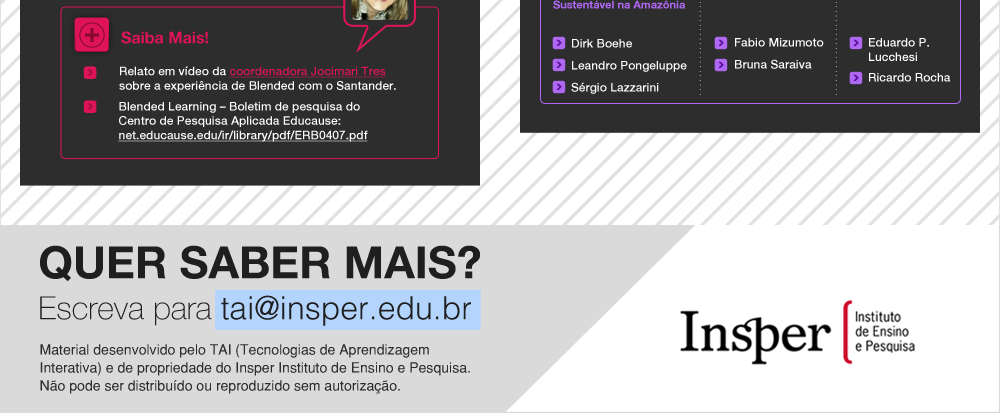 Saiba Mais!
Relato em vídeo da coordenadora Jocimari Tres
sobre a experiência de Blended com o Santander.
Blended Learning – Boletim de pesquisa do
Centro de Pesquisa Aplicada Educause:
net.educause.edu/ir/library/pdf/ERB0407.pdf
Sustentável na Amazônia
Dirk Boehe
Leandro Pongeluppe
Sérgio Lazzarini
Fabio Mizumoto
Bruna Saraiva
Eduardo P.
Lucchesi
Ricardo Rocha
QUER SABER MAIS?
Escreva para tai@insper.edu.br
Material desenvolvido pelo TAI (Tecnologias de Aprendizagem
Interativa) e de propriedade do Insper Instituto de Ensino e Pesquisa.
Não pode ser distribuído ou reproduzido sem autorização.
Insper
Instituto
de Ensino
e Pesquisa